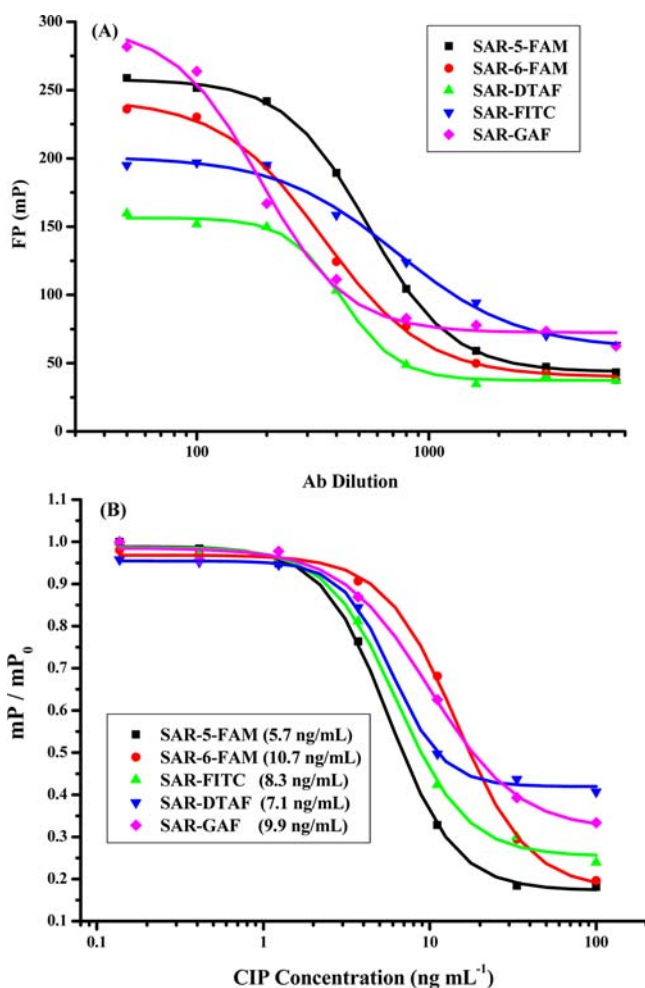 (A)
SAR-5-FAM
SAR-6-FAM
SAR-DTAF
SAR-FITC
SAR-GAF
300
250
200
150
100
50
0
FP (mP)
100 1000
Ab Dilution
(B)
1.1
1.0
0.9
0.8
0.7
0.6
0.5
0.4
0.3
0.2
0.1
mP / mP₀
SAR-5-FAM (5.7 ng/mL)
SAR-6-FAM (10.7 ng/mL)
SAR-FITC (8.3 ng/mL)
SAR-DTAF (7.1 ng/mL)
SAR-GAF (9.9 ng/mL)
0.1 1 10 100
CIP Concentration (ng mL⁻¹)